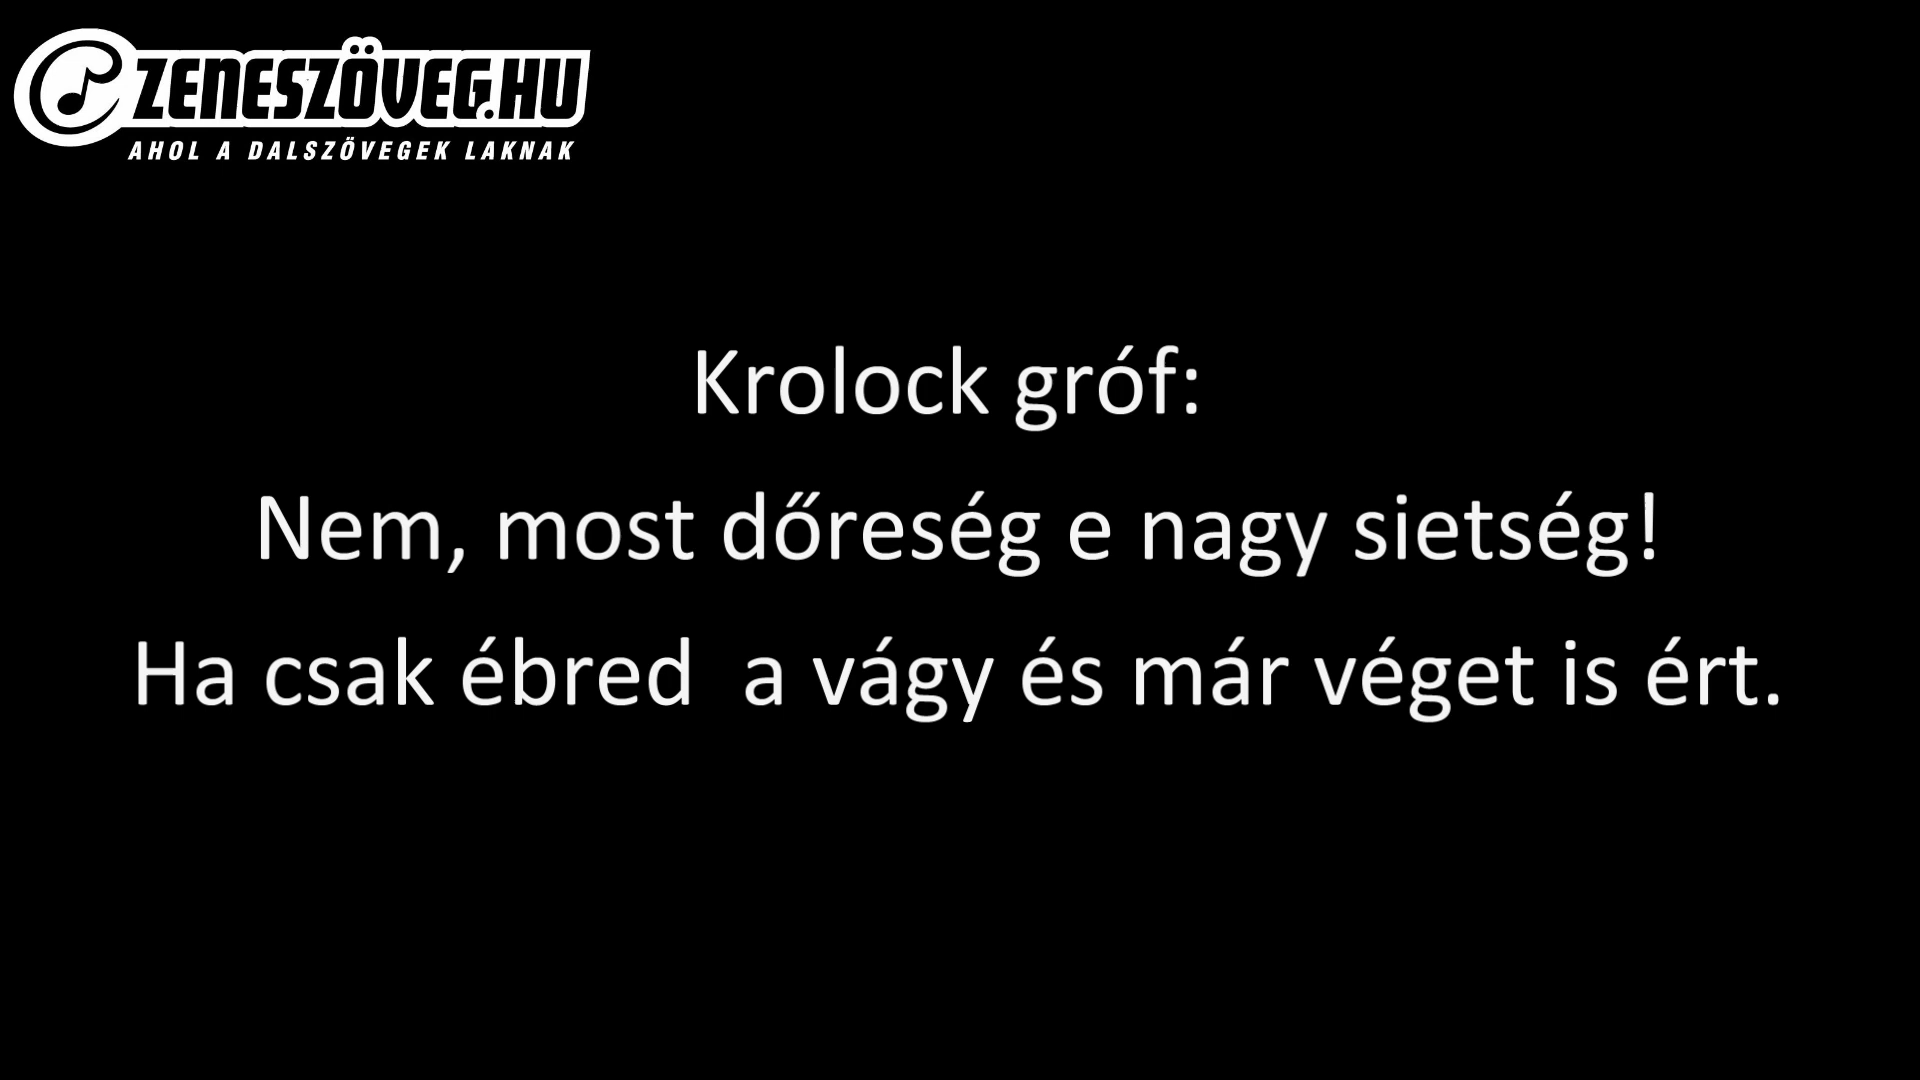 ZENESZÖVEG.HU
AHOL A DALSZÖVEGEK LAKNAK
Krolock gróf:
Nem, most dőreség e nagy sietség!
Ha csak ébred  a vágy és már véget is ért.